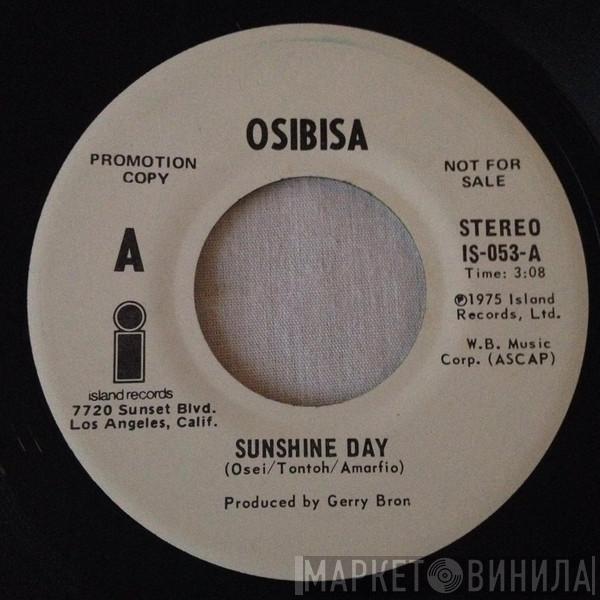 OSIBISA
PROMOTION
COPY
NOT FOR
SALE
A
STEREO
IS-053-A
Time: 3:08
℗1975 Island
Records, Ltd.
W.B. Music
Corp. (ASCAP)
island records
7720 Sunset Blvd.
Los Angeles, Calif.
SUNSHINE DAY
(Osei/Tontoh/Amarfio)
Produced by Gerry Bron
МАРКЕТ ВИНИЛА